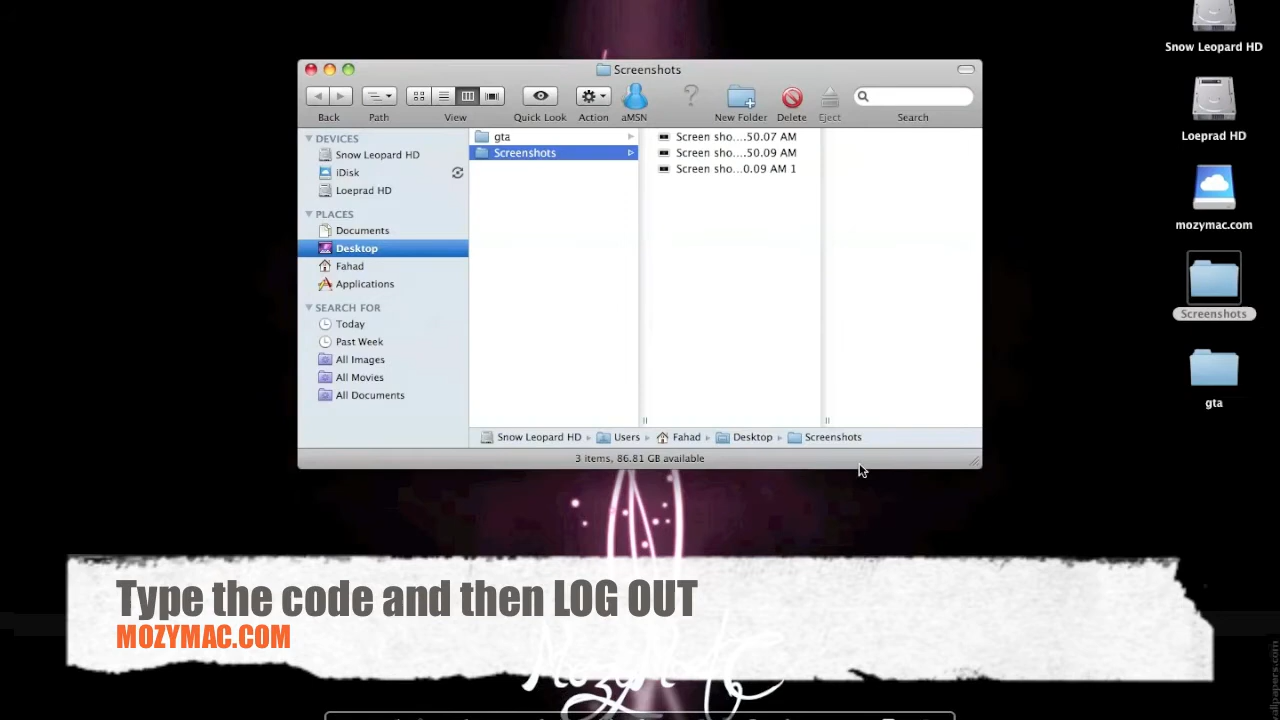 Snow Leopard HD
Screenshots
Back
Path
View
Quick Look
Action
aMSN
New Folder
Delete
Eject
Search
Loeprad HD
DEVICES
Snow Leopard HD
iDisk
Loeprad HD
PLACES
Documents
Desktop
Fahad
Applications
SEARCH FOR
Today
Past Week
All Images
All Movies
All Documents
gta
Screenshots
Screen sho....50.07 AM
Screen sho....50.09 AM
Screen sho...0.09 AM 1
mozymac.com
Screenshots
gta
Snow Leopard HD Users Fahad Desktop Screenshots
3 items, 86.81 GB available
Type the code and then LOG OUT
MOZYMAC.COM